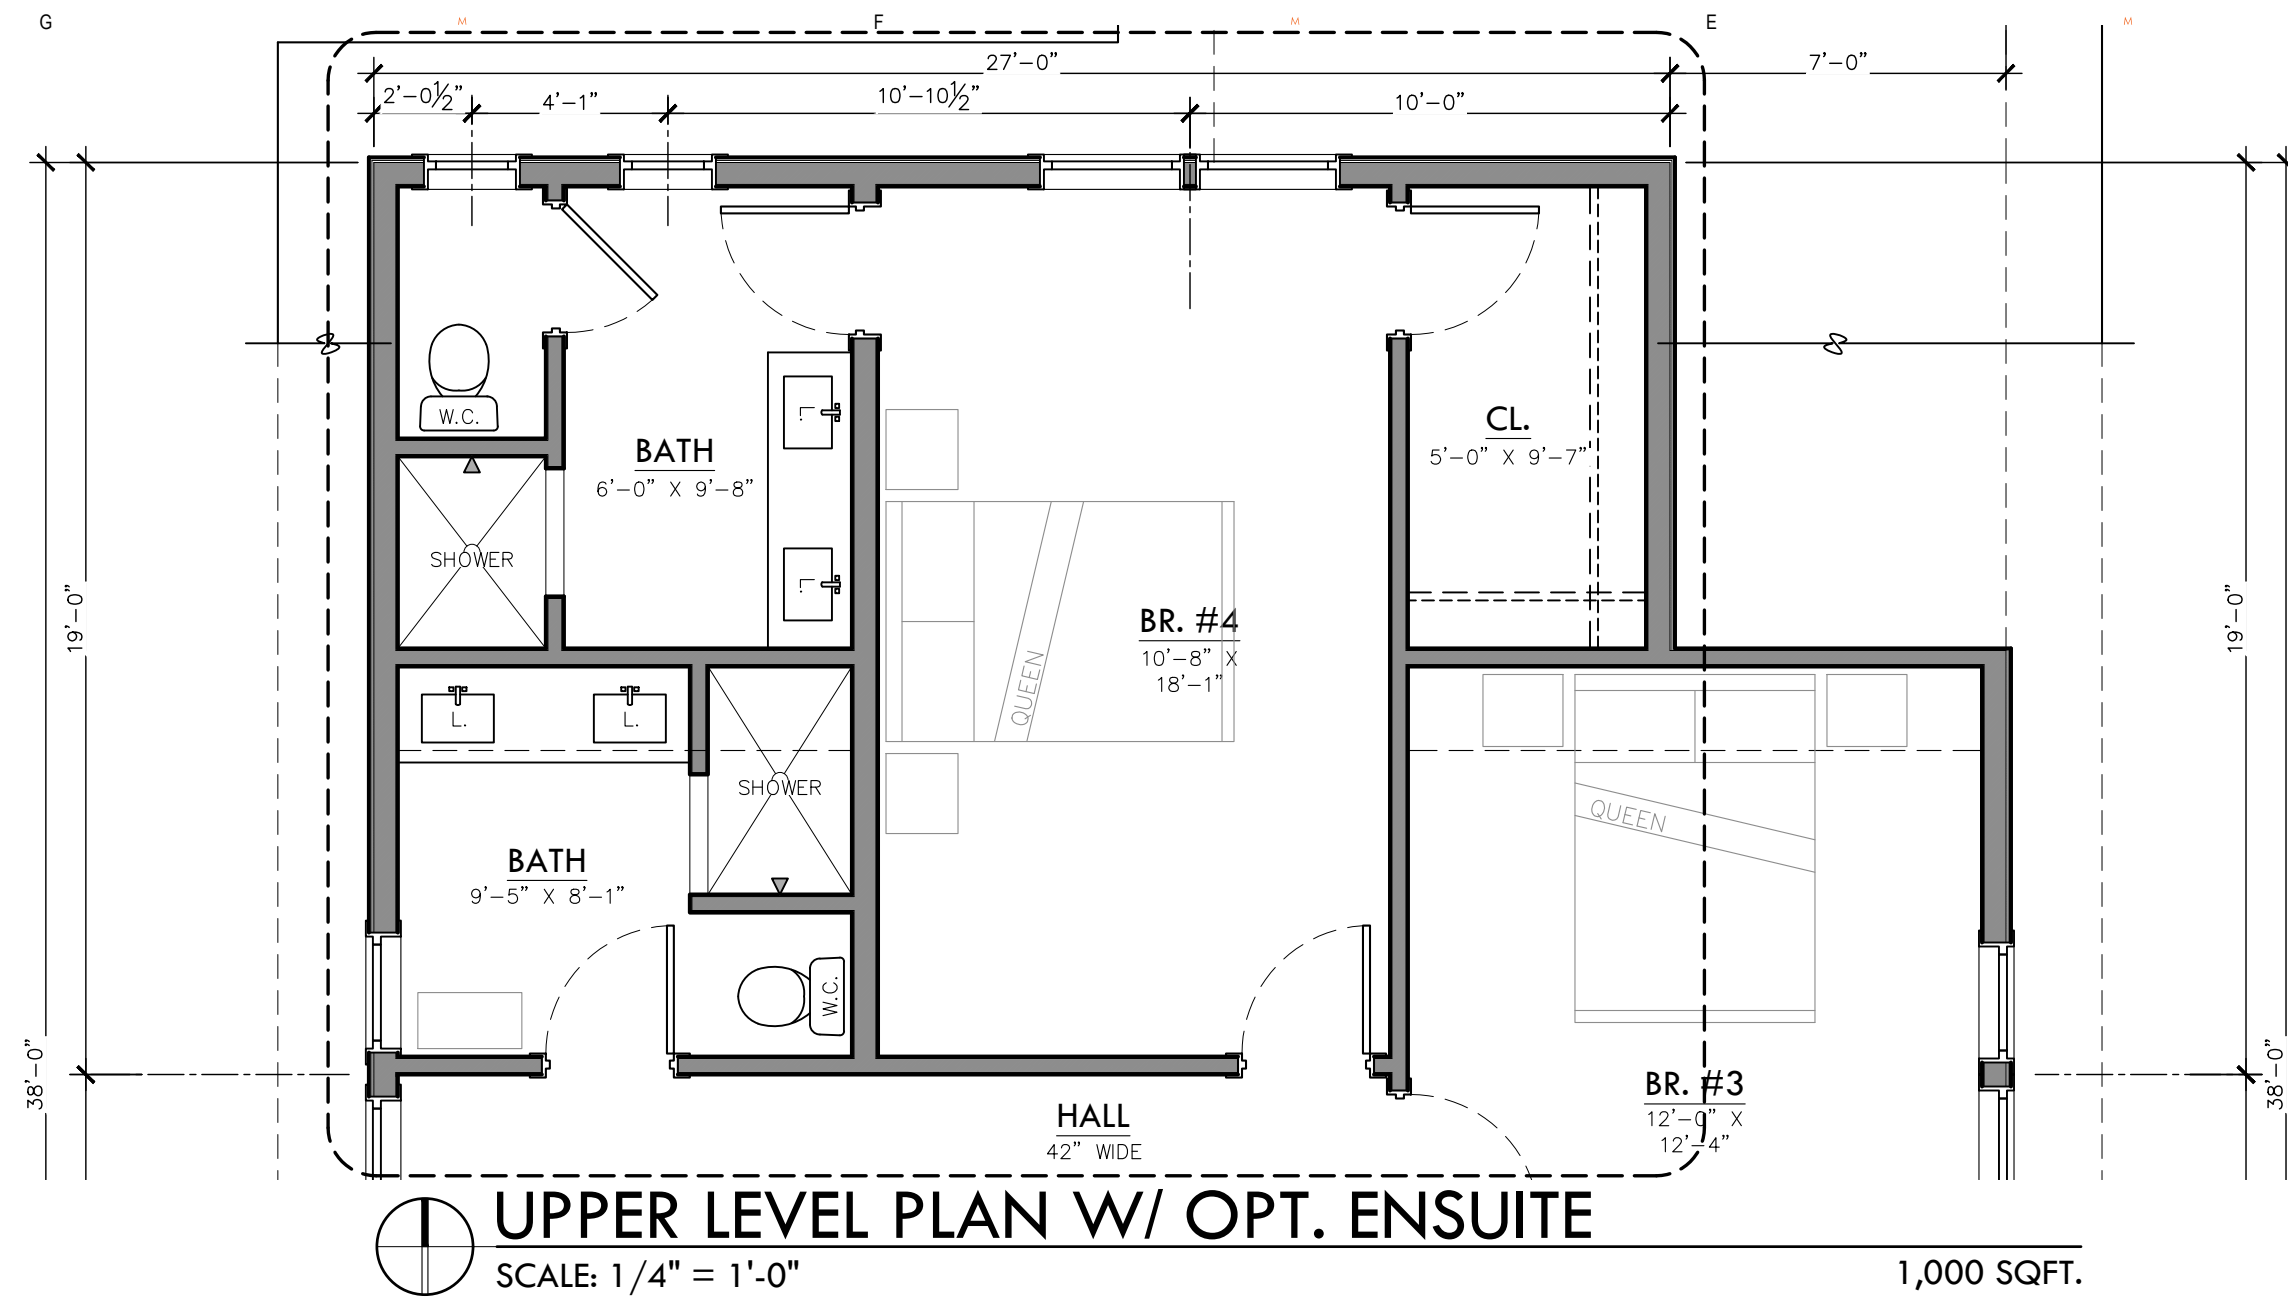 G
M
F
M
E
M
27'-0"
7'-0"
2'-0½"
4'-1"
10'-10½"
10'-0"
W.C.
L.
BATH
6'-0" X 9'-8"
CL.
5'-0" X 9'-7"
SHOWER
L.
19'-0"
19'-0"
BR. #4
10'-8" X
18'-1"
QUEEN
L.
L.
SHOWER
QUEEN
BATH
9'-5" X 8'-1"
W.C.
38'-0"
38'-0"
BR. #3
12'-0" X
12'-4"
HALL
42" WIDE
UPPER LEVEL PLAN W/ OPT. ENSUITE
SCALE: 1/4" = 1'-0"
1,000 SQFT.